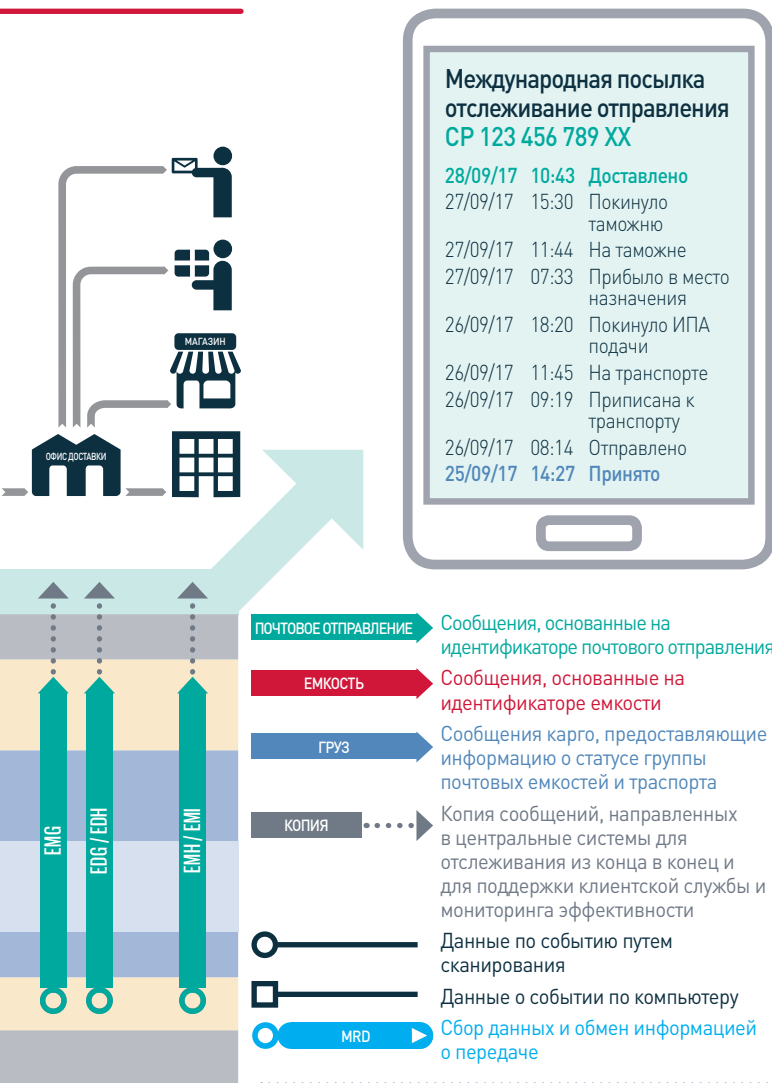 Международная посылка
отслеживание отправления
CP 123 456 789 XX
28/09/17 10:43 Доставлено
27/09/17 15:30 Покинуло
таможню
27/09/17 11:44 На таможне
27/09/17 07:33 Прибыло в место
назначения
26/09/17 18:20 Покинуло ИПА
подачи
26/09/17 11:45 На транспорте
26/09/17 09:19 Приписана к
транспорту
26/09/17 08:14 Отправлено
25/09/17 14:27 Принято
МАГАЗИН
ОФИС ДОСТАВКИ
EMG
EDG / EDH
EMH / EMI
ПОЧТОВОЕ ОТПРАВЛЕНИЕ
Сообщения, основанные на
идентификаторе почтового отправления
ЕМКОСТЬ
Сообщения, основанные на
идентификаторе емкости
ГРУЗ
Сообщения карго, предоставляющие
информацию о статусе группы
почтовых емкостей и траспорта
КОПИЯ
Копия сообщений, направленных
в центральные системы для
отслеживания из конца в конец и
для поддержки клиентской службы и
мониторинга эффективности
Данные по событию путем
сканирования
Данные о событии по компьютеру
MRD
Сбор данных и обмен информацией
о передаче